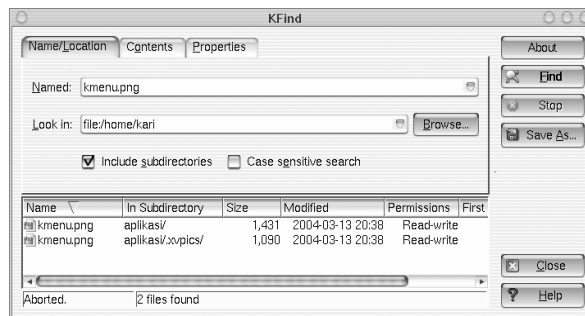 KFind
Name/Location Contents Properties
About
Find
Stop
Save As...
Named: kmenu.png
Look in: file:/home/kari Browse...
Include subdirectories Case sensitive search
Name In Subdirectory Size Modified Permissions First
kmenu.png aplikasi/ 1,431 2004-03-13 20:38 Read-write
kmenu.png aplikasi/.xvpics/ 1,090 2004-03-13 20:38 Read-write
Close
Help
Aborted. 2 files found